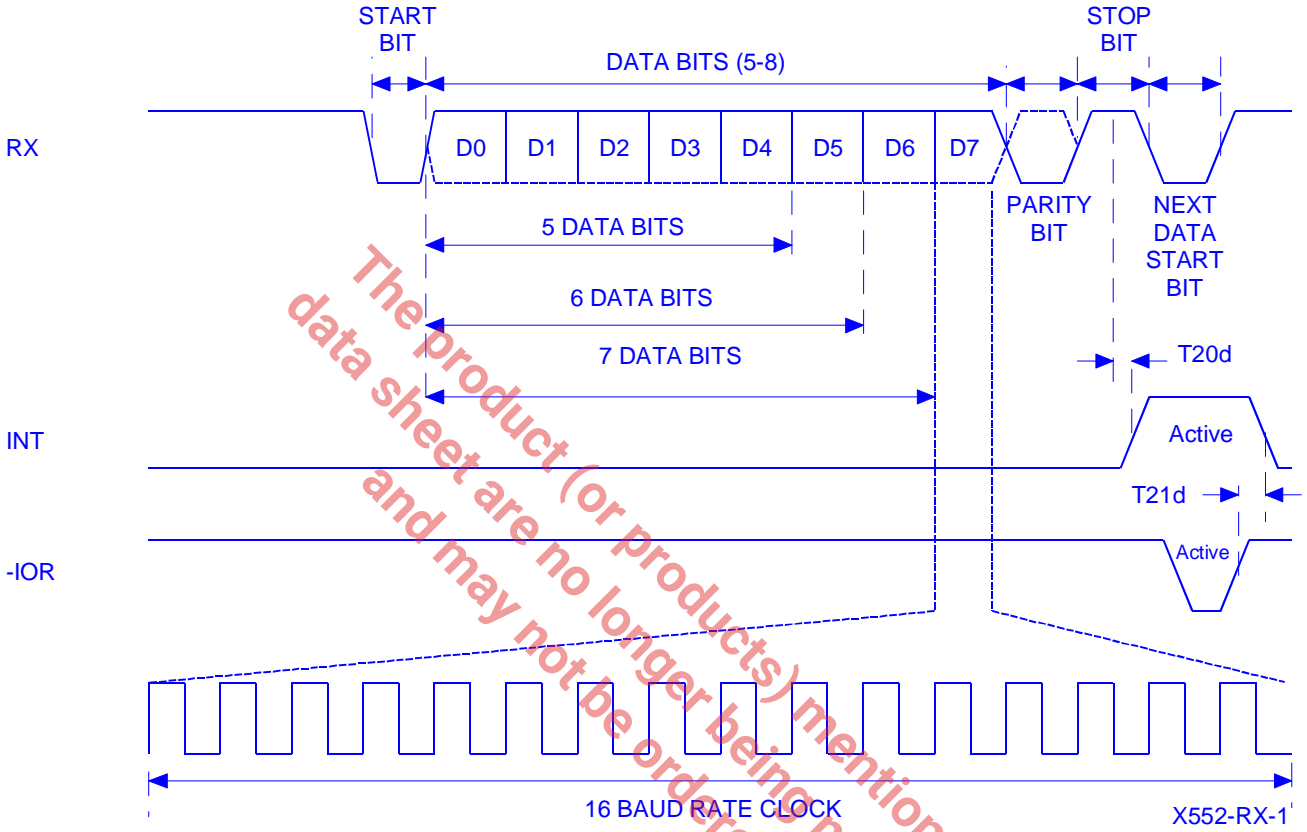 START
BIT
STOP
BIT
DATA BITS (5-8)
RX
D0 D1 D2 D3 D4 D5 D6 D7
PARITY
BIT
NEXT
DATA
START
BIT
5 DATA BITS
6 DATA BITS
7 DATA BITS
T20d
INT
Active
T21d
-IOR
Active
16 BAUD RATE CLOCK
X552-RX-1
The product (or products) mention
data sheet are no longer being
and may not be ordere